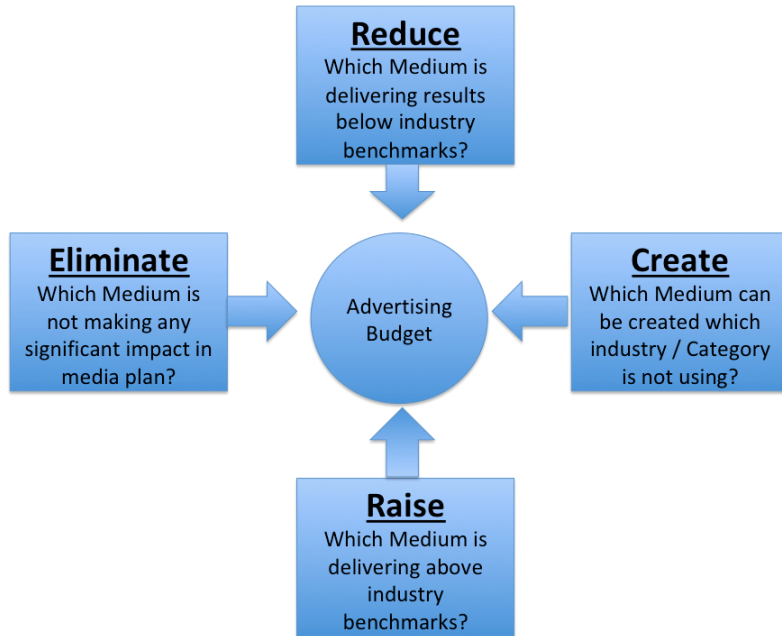 Reduce
Which Medium is
delivering results
below industry
benchmarks?
Eliminate
Which Medium is
not making any
significant impact in
media plan?
Advertising
Budget
Create
Which Medium can
be created which
industry / Category
is not using?
Raise
Which Medium is
delivering above
industry
benchmarks?